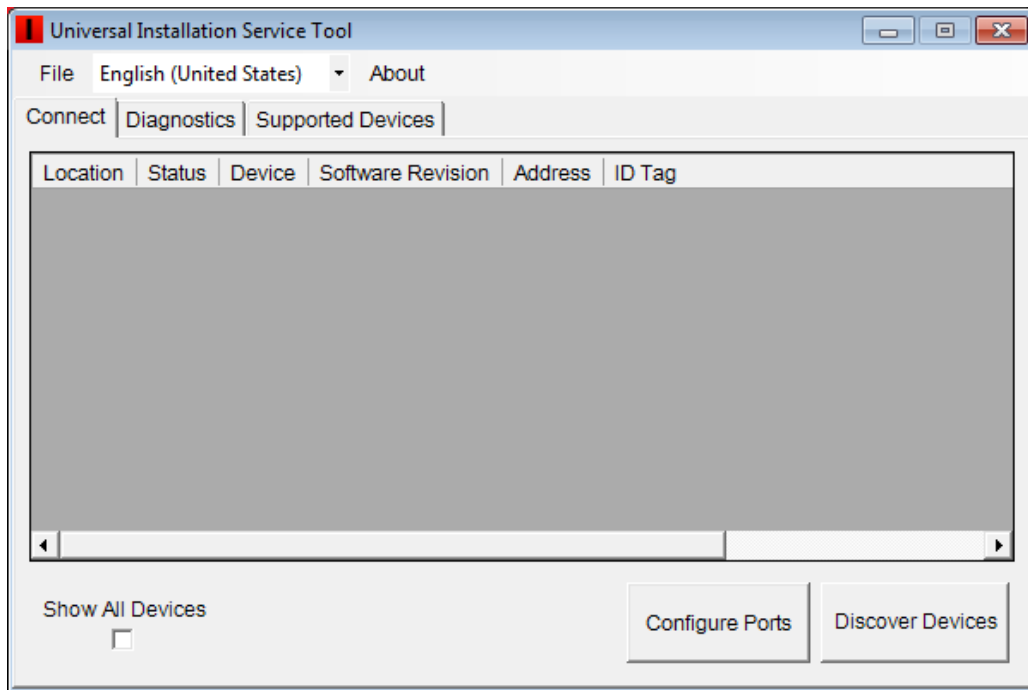 Universal Installation Service Tool
File English (United States) About
Connect Diagnostics Supported Devices
Location Status Device Software Revision Address ID Tag
Show All Devices
Configure Ports Discover Devices